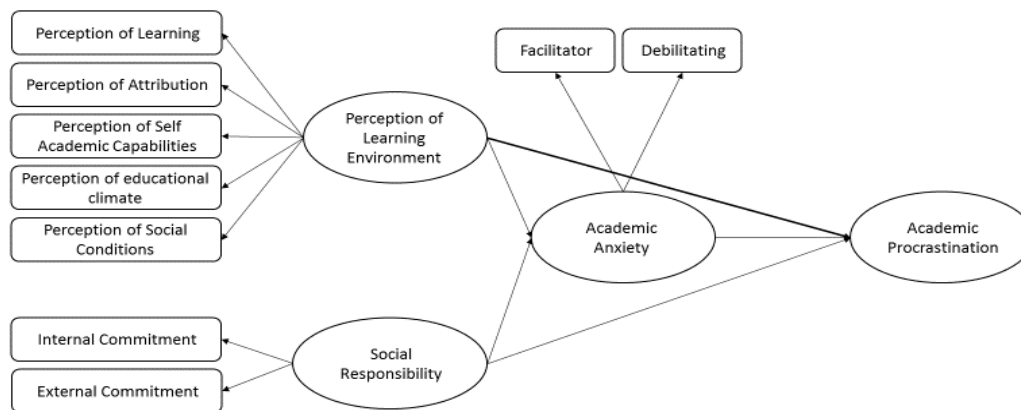 Perception of Learning
Perception of Attribution
Perception of Self
Academic Capabilities
Perception of educational
climate
Perception of Social
Conditions
Internal Commitment
External Commitment
Perception of
Learning
Environment
Social
Responsibility
Facilitator
Debilitating
Academic
Anxiety
Academic
Procrastination